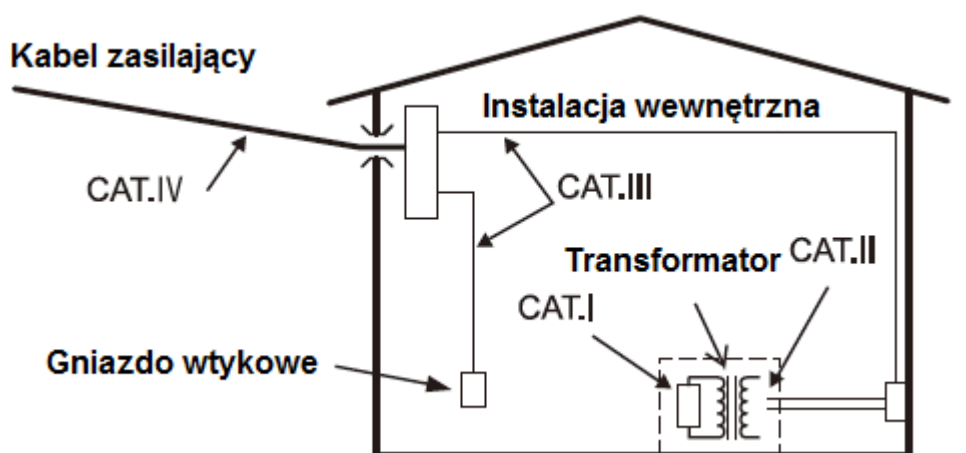 Kabel zasilający
Instalacja wewnętrzna
CAT.IV
CAT.III
Transformator
CAT.II
CAT.I
Gniazdo wtykowe